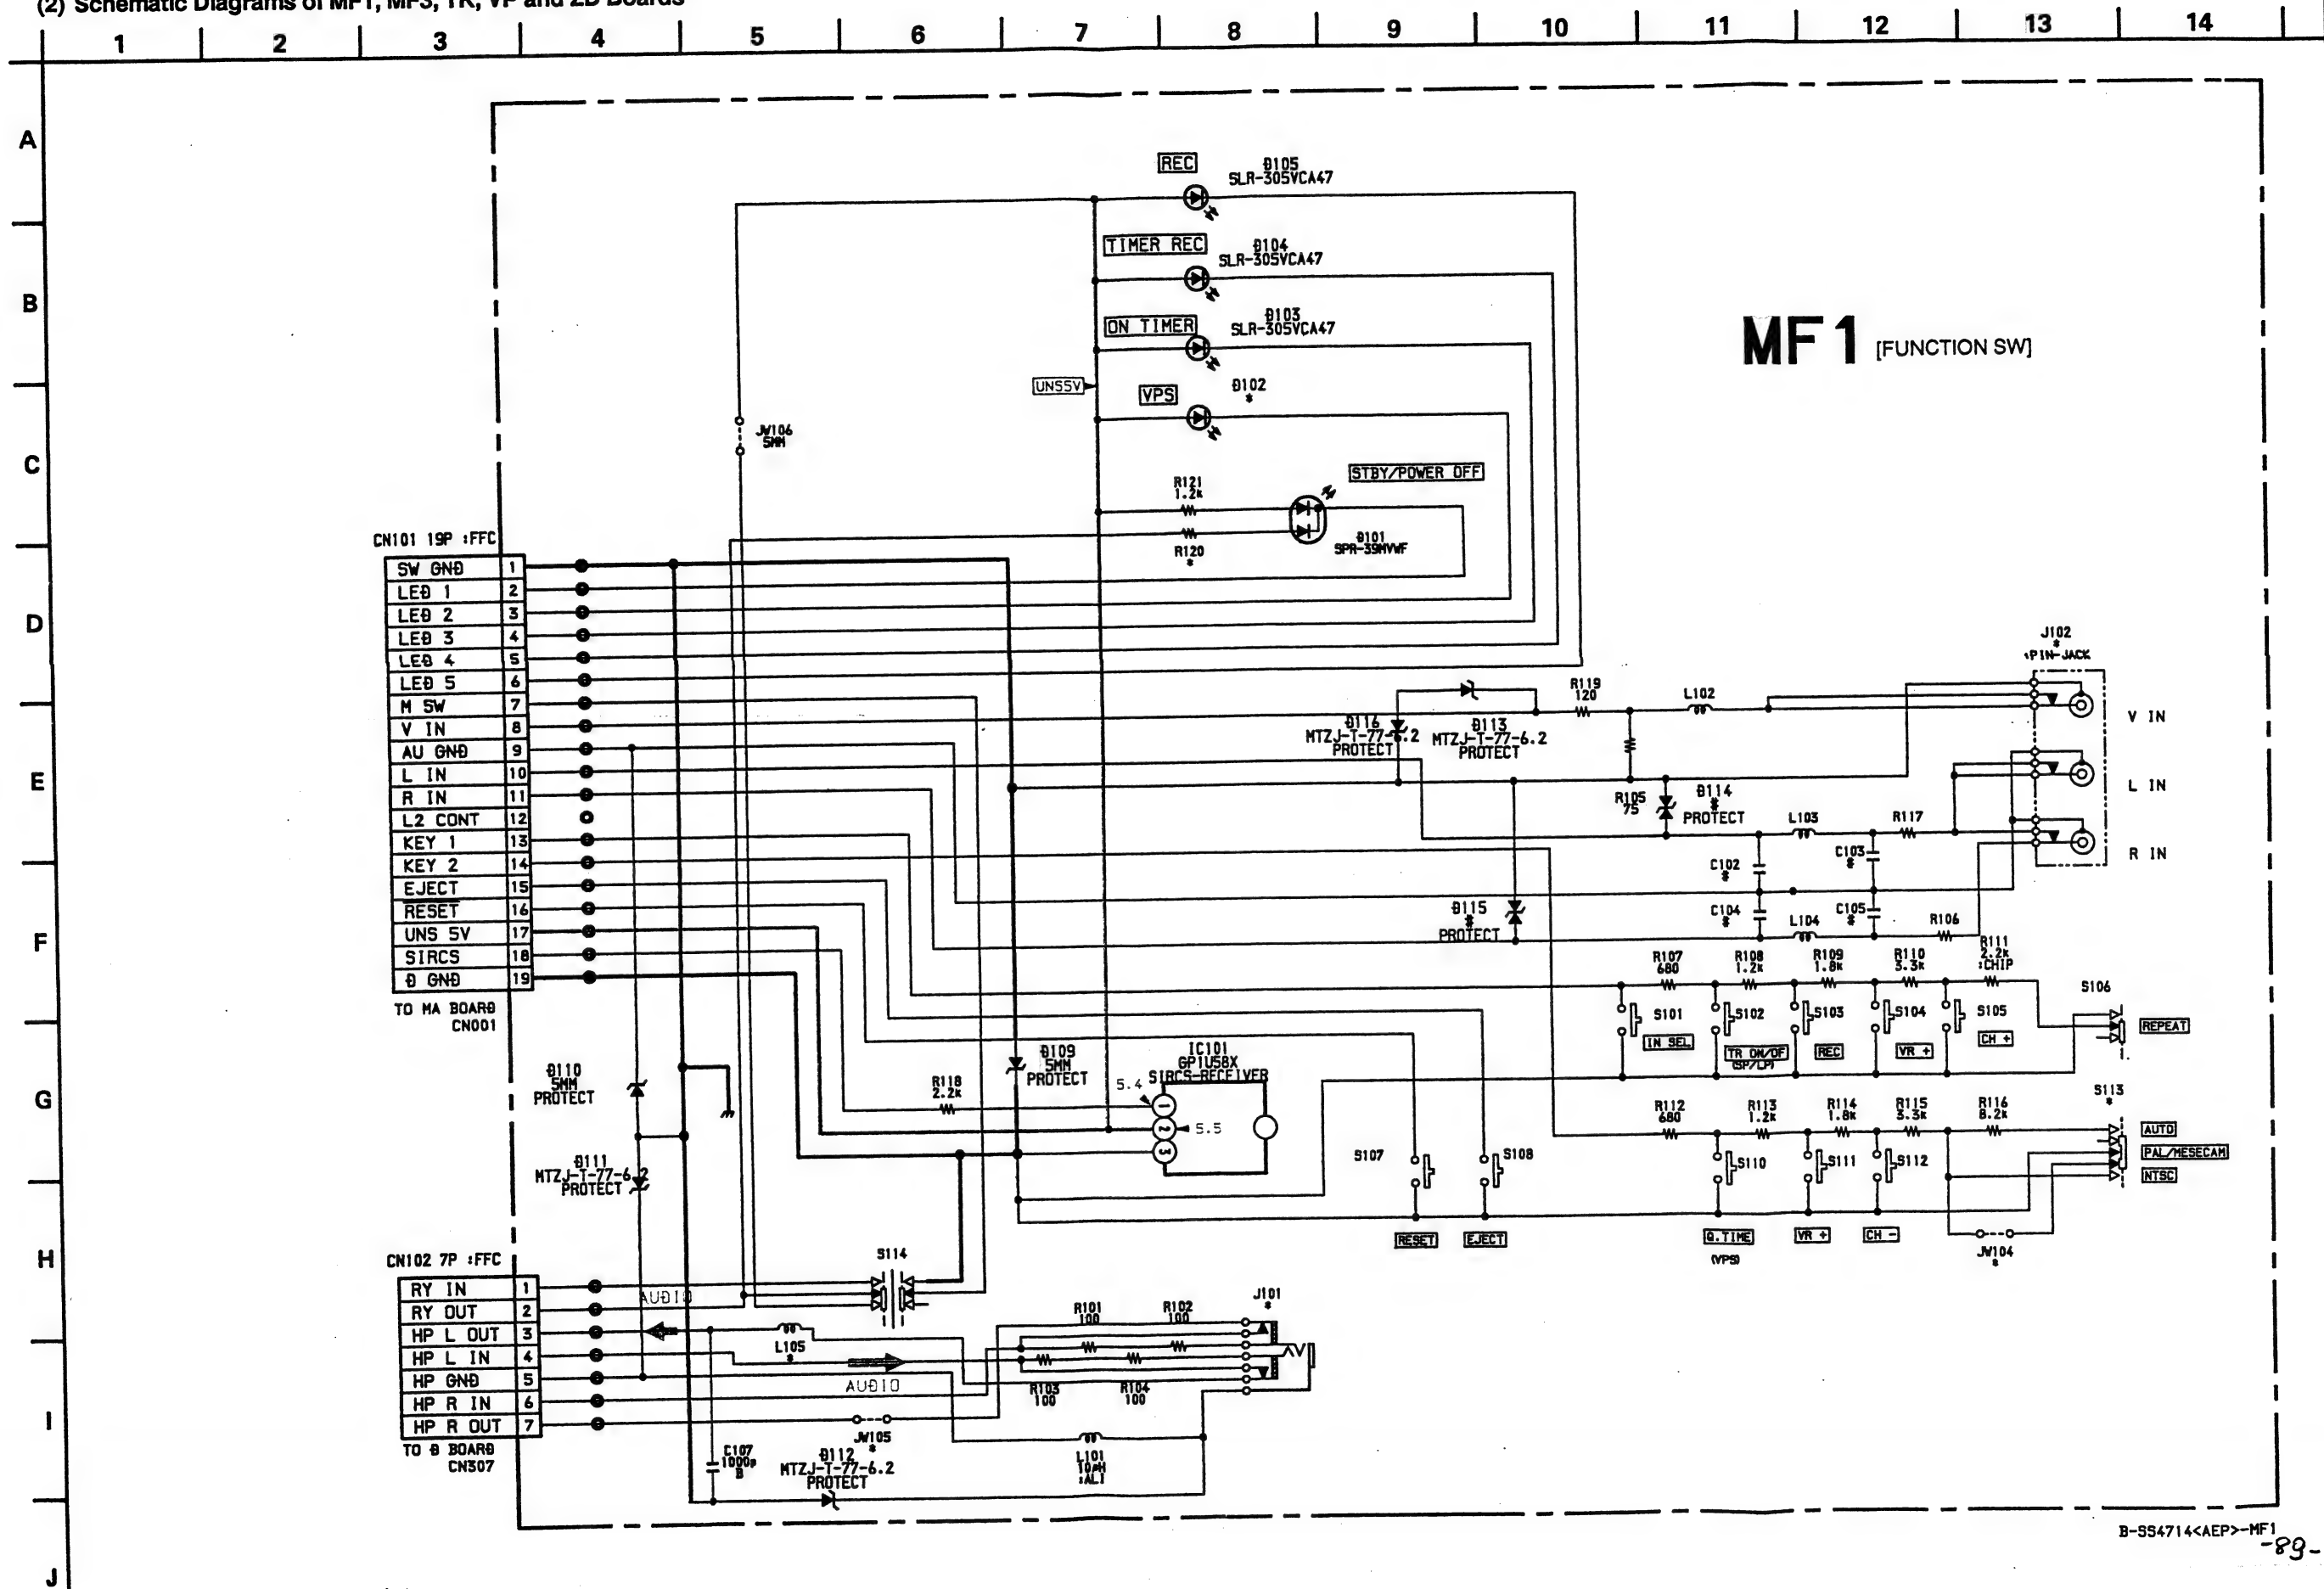 (2) Schematic Diagrams of MF1, MF3, TR, VP and ZD Boards
1 2 3 4 5 6 7 8 9 10 11 12 13 14
A
B
C
D
E
F
G
H
I
J
MF1 [FUNCTION SW]
REC
D105
SLR-305VCA47
TIMER REC
D104
SLR-305VCA47
ON TIMER
D103
SLR-305VCA47
UNS5V
VPS
D102
*
JW106
5MM
STBY/POWER OFF
R121
1.2k
R120
*
D101
SPR-39MVWF
CN101 19P :FFC
SW GND 1
LED 1 2
LED 2 3
LED 3 4
LED 4 5
LED 5 6
M SW 7
V IN 8
AU GND 9
L IN 10
R IN 11
L2 CONT 12
KEY 1 13
KEY 2 14
EJECT 15
RESET 16
UNS 5V 17
SIRCS 18
D GND 19
TO MA BOARD
CN001
J102
*
:PIN-JACK
V IN
L IN
R IN
R119
120
L102
D116
MTZJ-T-77-6.2
PROTECT
D113
MTZJ-T-77-6.2
PROTECT
R105
75
D114
*
PROTECT
L103
R117
C102
*
C103
*
C104
*
C105
*
L104
R106
D115
*
PROTECT
R107
680
R108
1.2k
R109
1.8k
R110
3.3k
R111
2.2k
:CHIP
S101
IN SEL
S102
TR ON/OF
(SP/LP)
S103
REC
S104
VR +
S105
CH +
S106
REPEAT
D110
5MM
PROTECT
D111
MTZJ-T-77-6.2
PROTECT
R118
2.2k
D109
5MM
PROTECT
IC101
GP1U58X
SIRCS-RECEIVER
5.4
1
2
3
5.5
R112
680
R113
1.2k
R114
1.8k
R115
3.3k
R116
8.2k
S113
*
AUTO
PAL/MESECAM
NTSC
S107
RESET
S108
EJECT
S110
Q.TIME
(VPS)
S111
VR +
S112
CH -
JW104
*
CN102 7P :FFC
RY IN 1
RY OUT 2
HP L OUT 3
HP L IN 4
HP GND 5
HP R IN 6
HP R OUT 7
TO D BOARD
CN307
AUDIO
S114
L105
*
AUDIO
R101
100
R102
100
R103
100
R104
100
J101
*
JW105
*
C107
1000p
B
D112
MTZJ-T-77-6.2
PROTECT
L101
10μH
:AL1
B-SS4714<AEP>-MF1
-89-